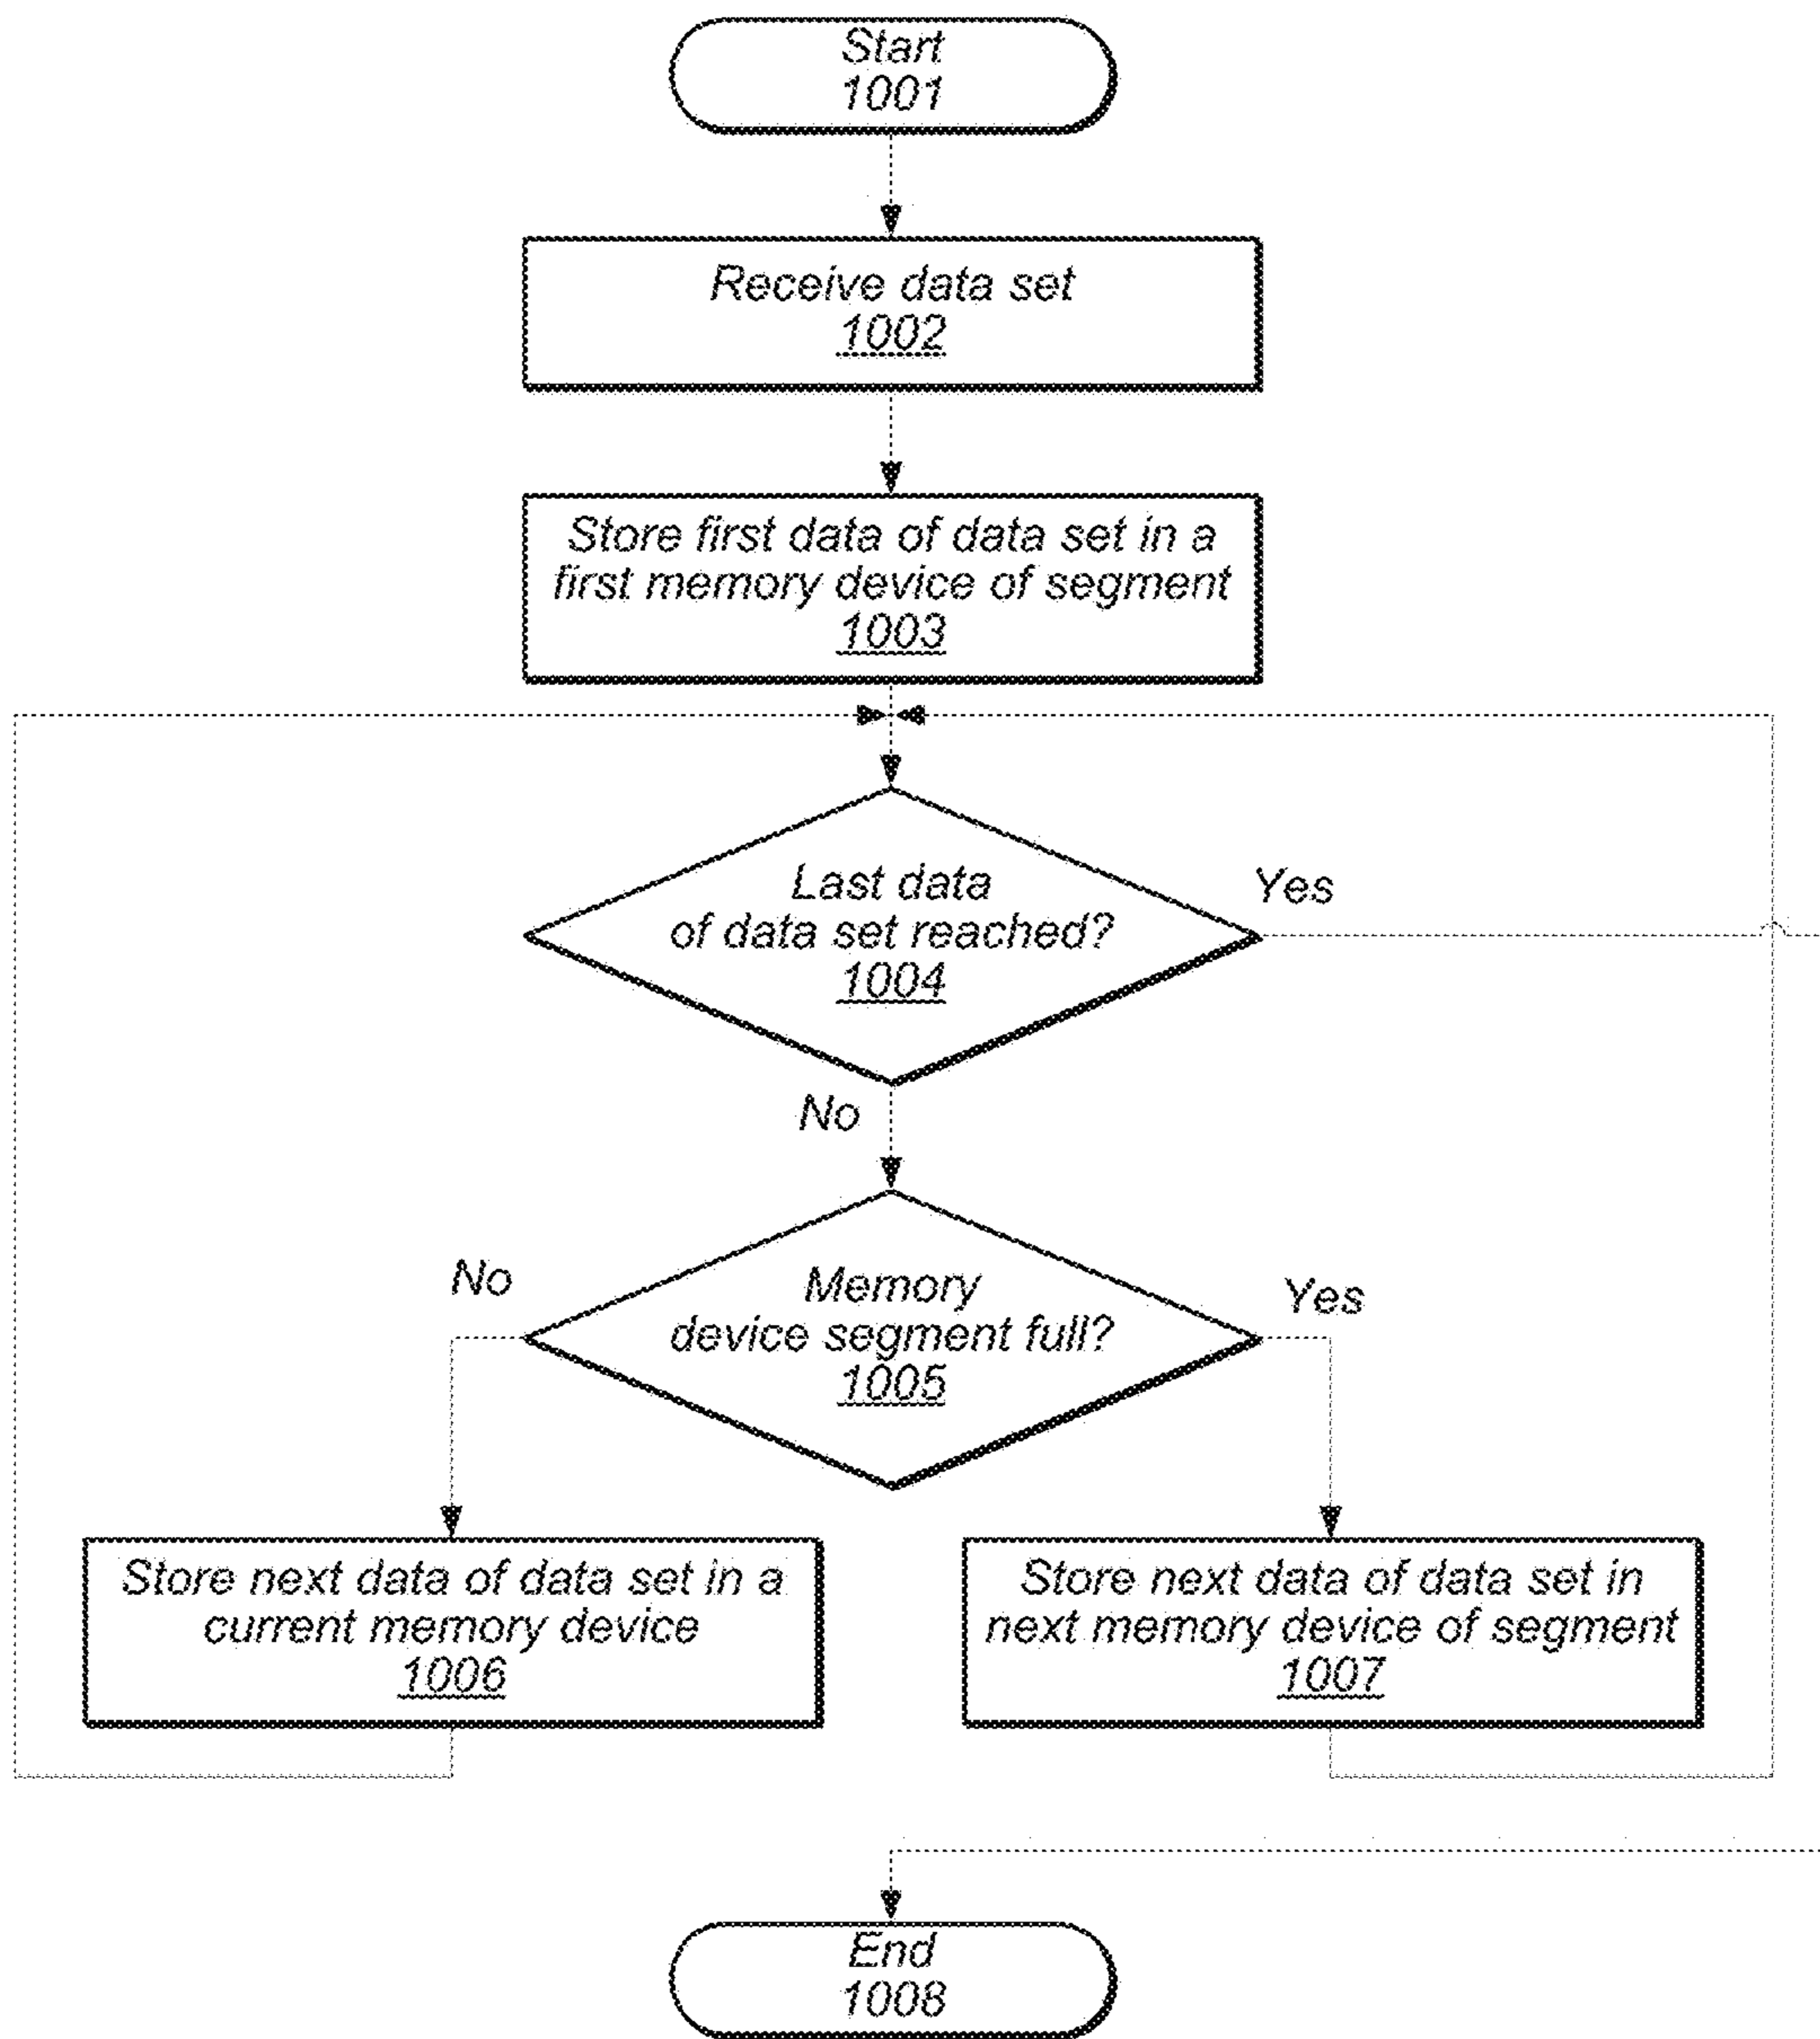 Start
1001
Receive data set
1002
Store first data of data set in a
first memory device of segment
1003
Last data
of data set reached?
1004
Yes
No
Memory
device segment full?
1005
No
Yes
Store next data of data set in a
current memory device
1006
Store next data of data set in
next memory device of segment
1007
End
1008